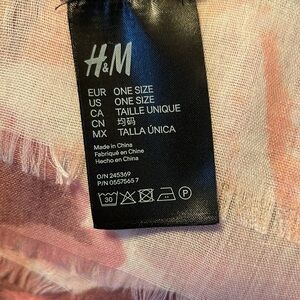 H&M
EUR ONE SIZE
US ONE SIZE
CA TAILLE UNIQUE
CN 均码
MX TALLA ÚNICA
Made in China
Fabriqué en Chine
Hecho en China
O/N 245369
P/N 0557565 7
30
P